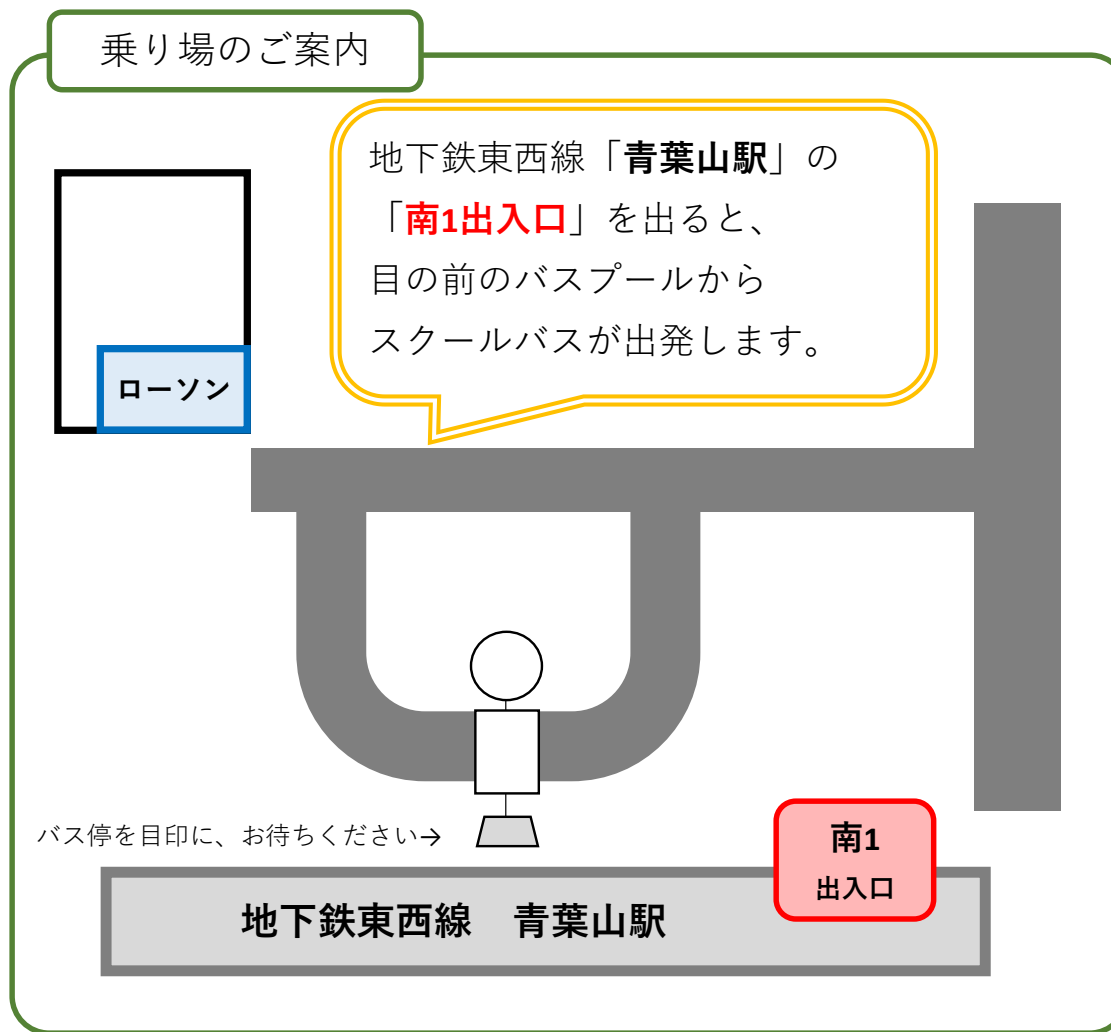 乗り場のご案内
地下鉄東西線「青葉山駅」の
「南1出入口」を出ると、
目の前のバスプールから
スクールバスが出発します。
ローソン
バス停を目印に、お待ちください→
南1
出入口
地下鉄東西線　青葉山駅